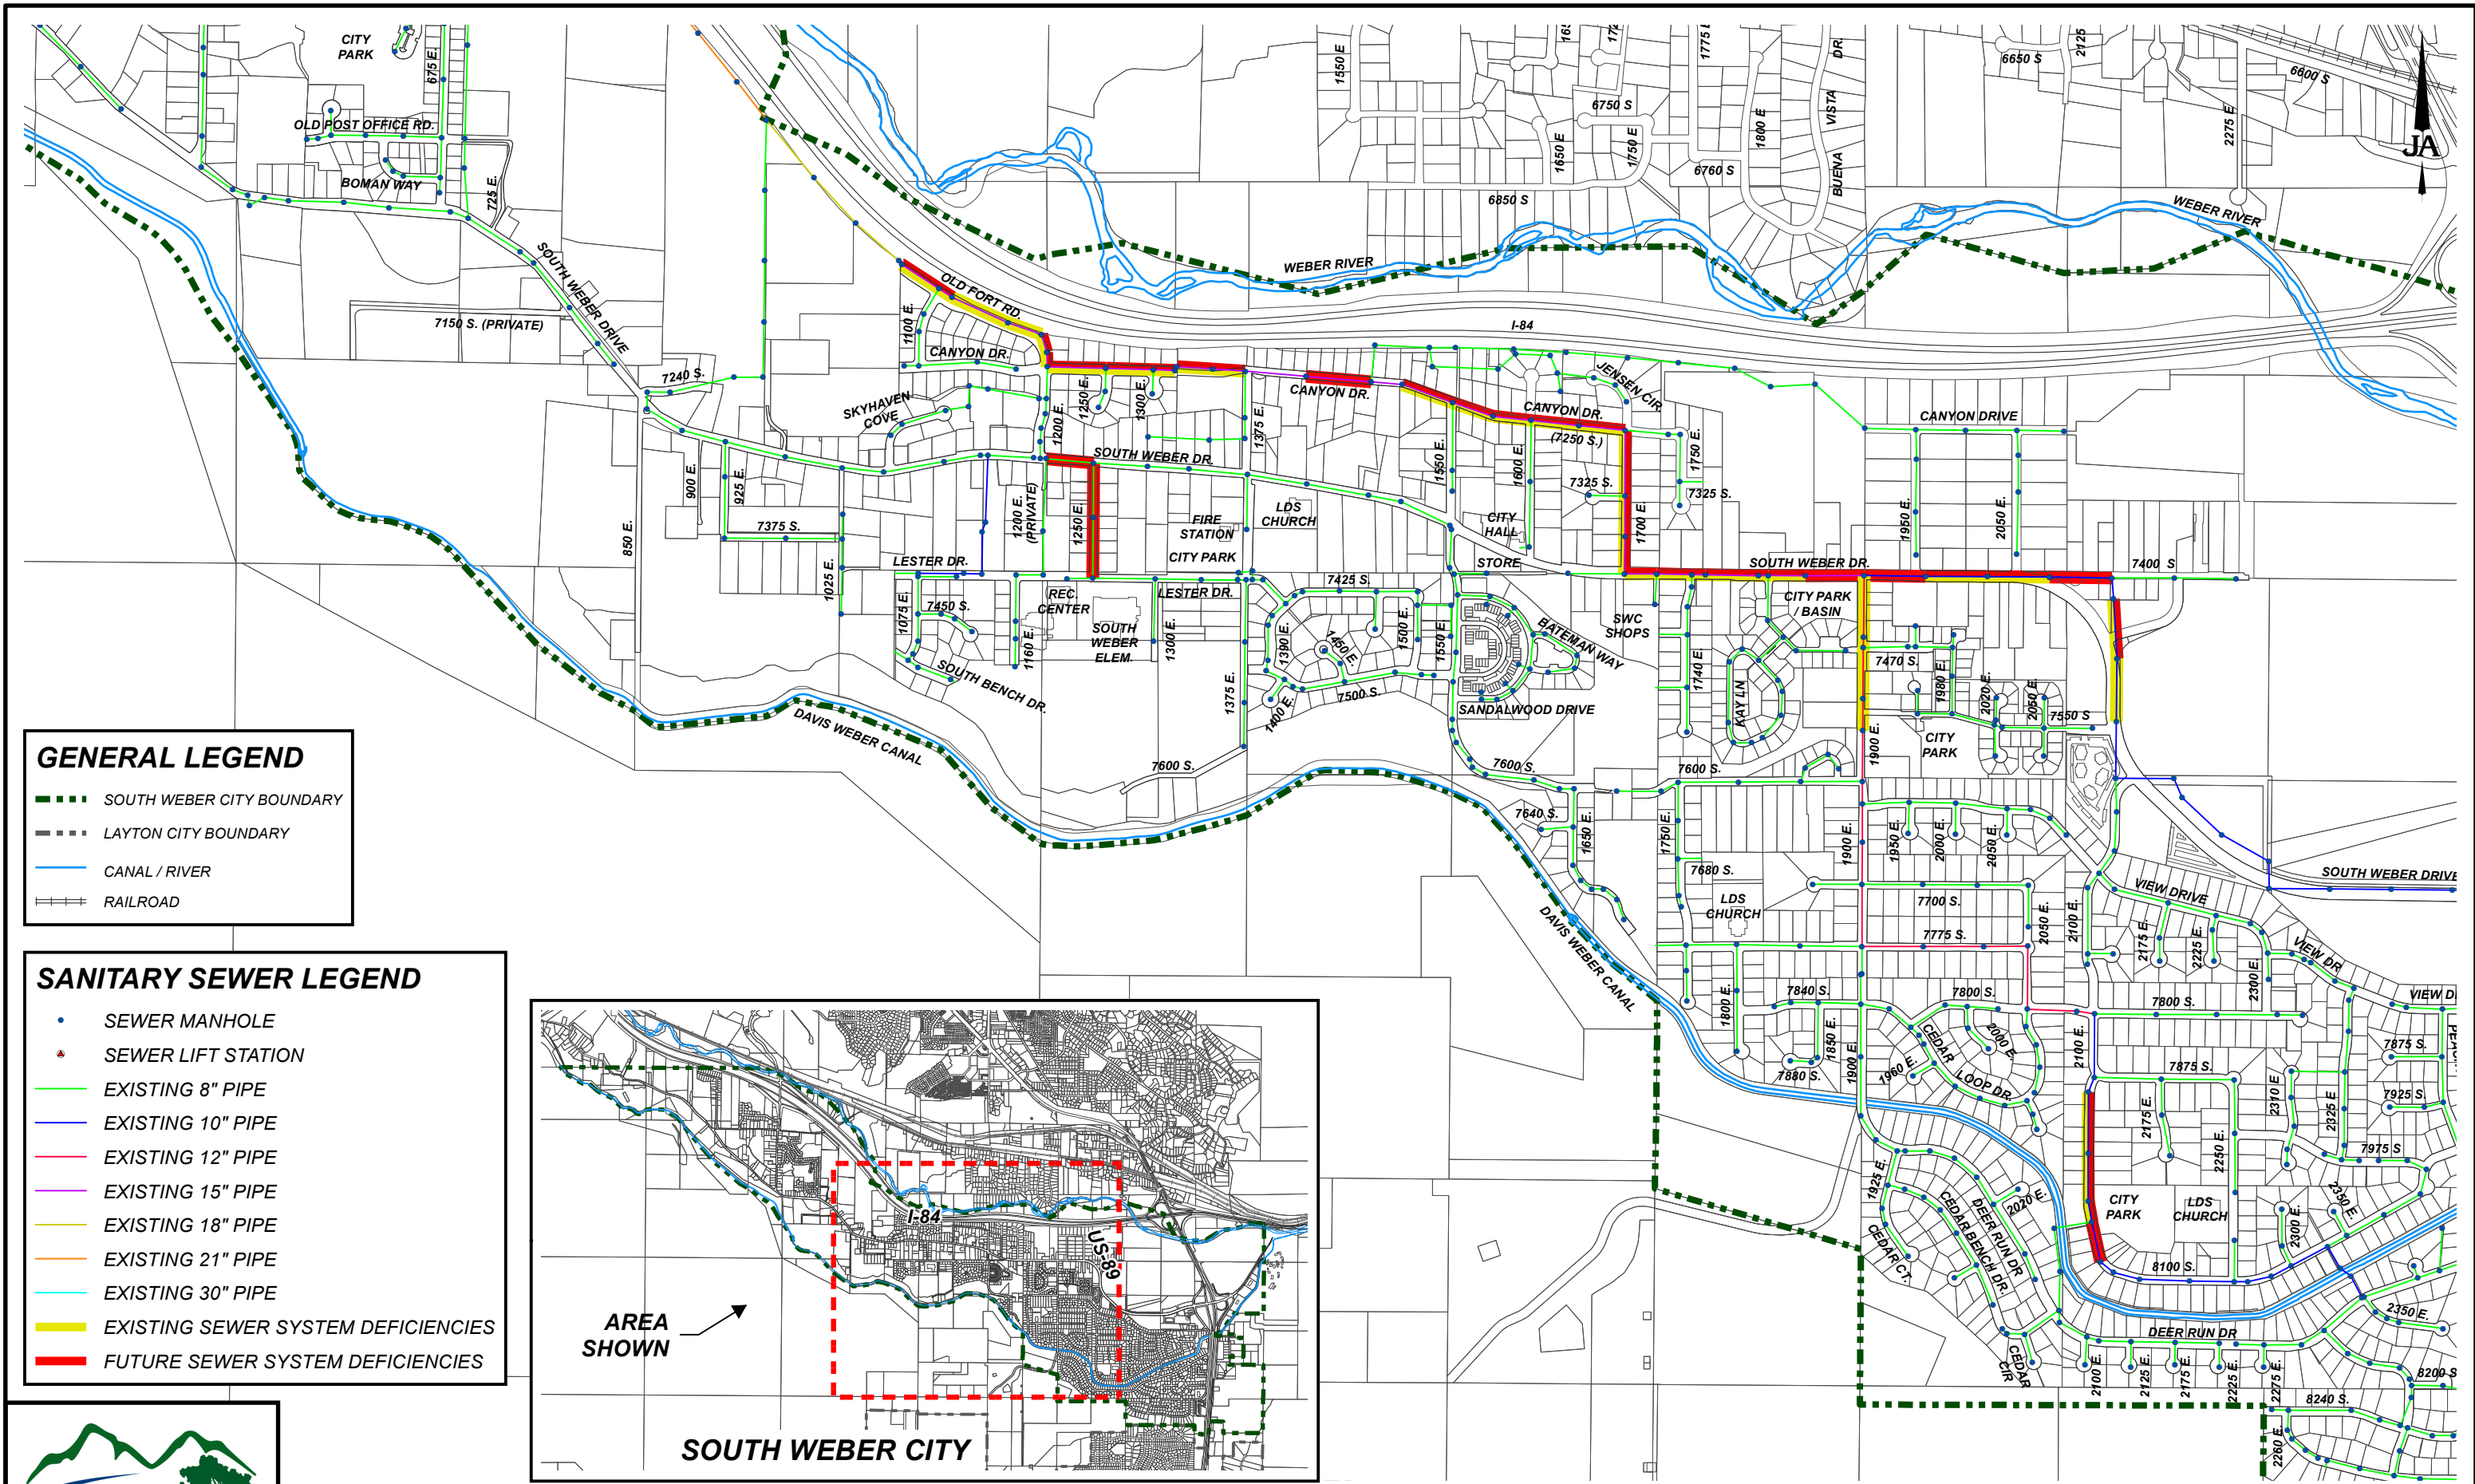 CITY
PARK
675 E.
OLD POST OFFICE RD.
BOMAN WAY
725 E.
SOUTH WEBER DRIVE
7150 S. (PRIVATE)
7240 S.
1550 E
1775 E
DR.
VISTA
BUENA
6750 S
1650 E
1750 E
1800 E
6760 S
6850 S
6650 S
2125
6600 S
2275 E
JA
WEBER RIVER
WEBER RIVER
I-84
OLD FORT RD.
1100 E.
CANYON DR.
SKYHAVEN
COVE
1200 E.
1250 E.
1300 E.
1375 E.
CANYON DR.
CANYON DR.
(7250 S.)
JENSEN CIR.
CANYON DRIVE
SOUTH WEBER DR.
1550 E.
1600 E.
7325 S.
1700 E.
1750 E.
7325 S.
1950 E.
2050 E.
900 E.
925 E.
7375 S.
850 E.
1025 E.
LESTER DR.
1200 E.
(PRIVATE)
1250 E.
FIRE
STATION
CITY PARK
LDS
CHURCH
CITY
HALL
STORE
SOUTH WEBER DR.
7400 S
1075 E.
7450 S.
SOUTH BENCH DR.
1160 E.
REC.
CENTER
SOUTH
WEBER
ELEM.
LESTER DR.
1300 E.
1375 E.
7425 S.
1390 E.
1450 E.
1500 E.
1550 E.
1400 E.
7500 S.
BATEMAN WAY
SANDALWOOD DRIVE
SWC
SHOPS
1740 E.
KAY LN
CITY PARK
/ BASIN
7470 S.
1980 E.
2020 E.
2050 E.
7550 S
1900 E.
CITY
PARK
DAVIS WEBER CANAL
7600 S.
7600 S.
7600 S.
7640 S.
1650 E.
1750 E.
7680 S.
LDS
CHURCH
1900 E.
1950 E.
2000 E.
2050 E.
7700 S.
7775 S.
2050 E.
2100 E.
VIEW DRIVE
2175 E.
2225 E.
2300 E.
VIEW DR
SOUTH WEBER DRIVE
DAVIS WEBER CANAL
1800 E.
7840 S.
1850 E.
7880 S.
1900 E.
7800 S.
CEDAR
LOOP DR.
2000 E.
1960 E.
2100 E.
7800 S.
7875 S.
7875 S.
7925 S.
2175 E.
2250 E.
2310 E
2325 E
7975 S
2350 E
2300 E.
CITY
PARK
LDS
CHURCH
8100 S.
1925 E.
CEDAR CT.
CEDAR BENCH DR.
DEER RUN DR
2020 E.
CEDAR
CIR
DEER RUN DR
2350 E.
2100 E.
2125 E.
2175 E.
2225 E.
2275 E.
8200 S
8240 S.
2260 E.
GENERAL LEGEND
SOUTH WEBER CITY BOUNDARY
LAYTON CITY BOUNDARY
CANAL / RIVER
RAILROAD
SANITARY SEWER LEGEND
SEWER MANHOLE
SEWER LIFT STATION
EXISTING 8" PIPE
EXISTING 10" PIPE
EXISTING 12" PIPE
EXISTING 15" PIPE
EXISTING 18" PIPE
EXISTING 21" PIPE
EXISTING 30" PIPE
EXISTING SEWER SYSTEM DEFICIENCIES
FUTURE SEWER SYSTEM DEFICIENCIES
I-84
US-89
AREA
SHOWN
SOUTH WEBER CITY